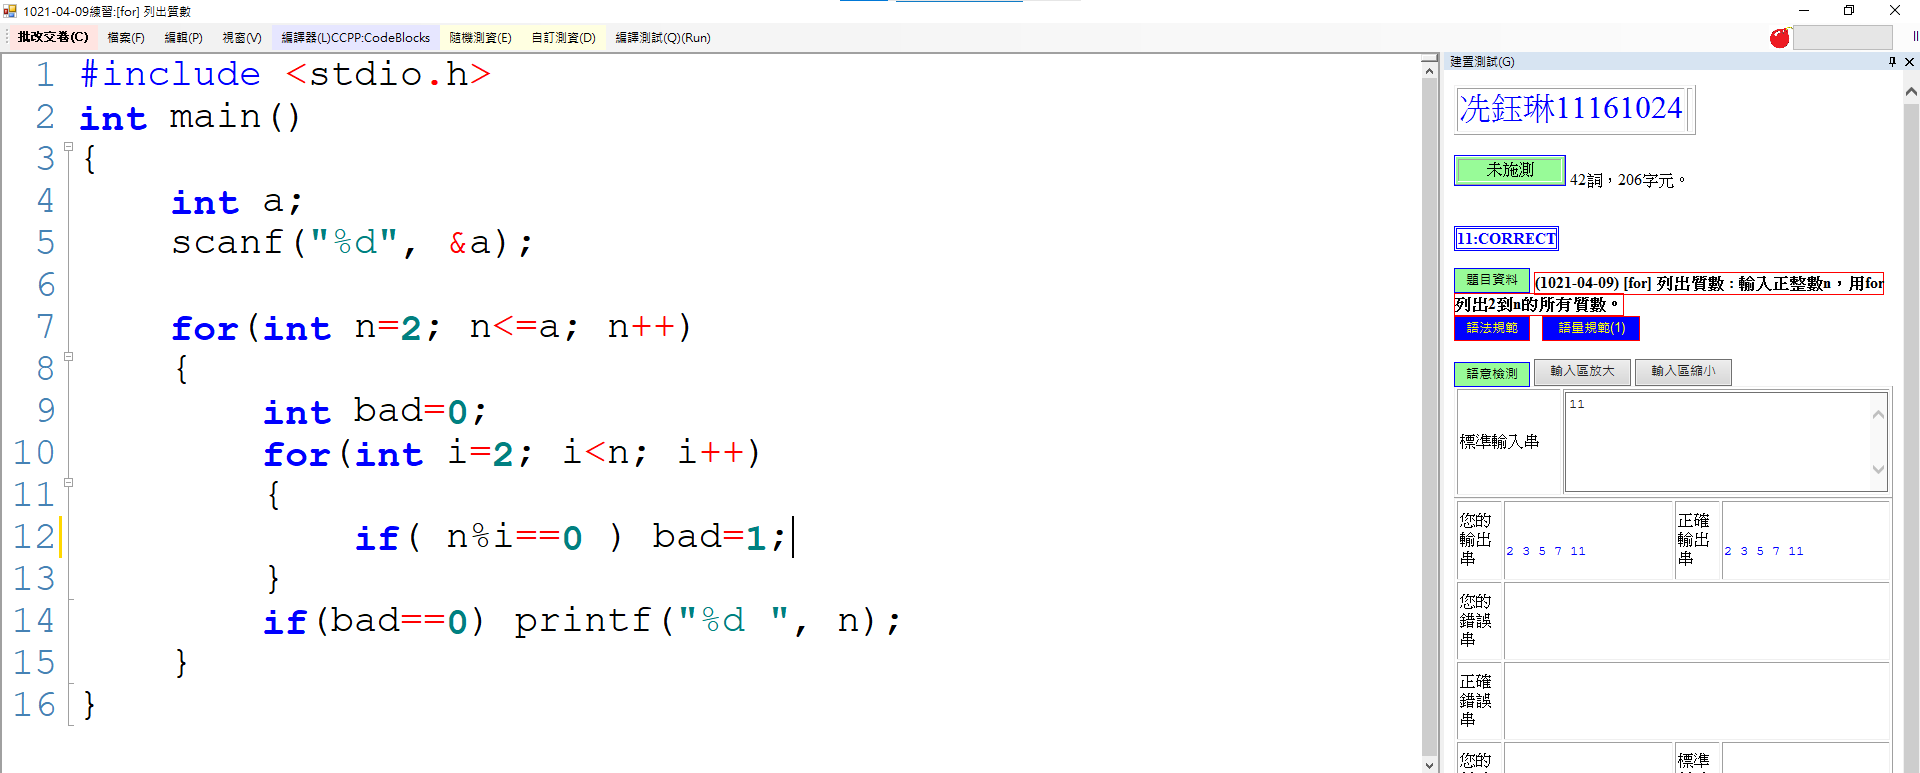 1021-04-09練習:[for] 列出質數
批改交卷(C) 檔案(F) 編輯(P) 視窗(V) 編譯器(L)CCPP:CodeBlocks 隨機測資(E) 自訂測資(D) 編譯測試(Q)(Run)
1 #include <stdio.h>
2 int main()
3 {
4 int a;
5 scanf("%d", &a);
6
7 for(int n=2; n<=a; n++)
8 {
9 int bad=0;
10 for(int i=2; i<n; i++)
11 {
12 if( n%i==0 ) bad=1;
13 }
14 if(bad==0) printf("%d ", n);
15 }
16 }
建置測試(G)
冼鈺琳11161024
未施測 42詞，206字元。
11:CORRECT
題目資料 (1021-04-09) [for] 列出質數 : 輸入正整數n，用for
列出2到n的所有質數。
語法規範 語量規範(1)
語意檢測 輸入區放大 輸入區縮小
標準輸入串 11
您的輸出串 2 3 5 7 11 正確輸出串 2 3 5 7 11
您的錯誤串
正確錯誤串
您的 標準